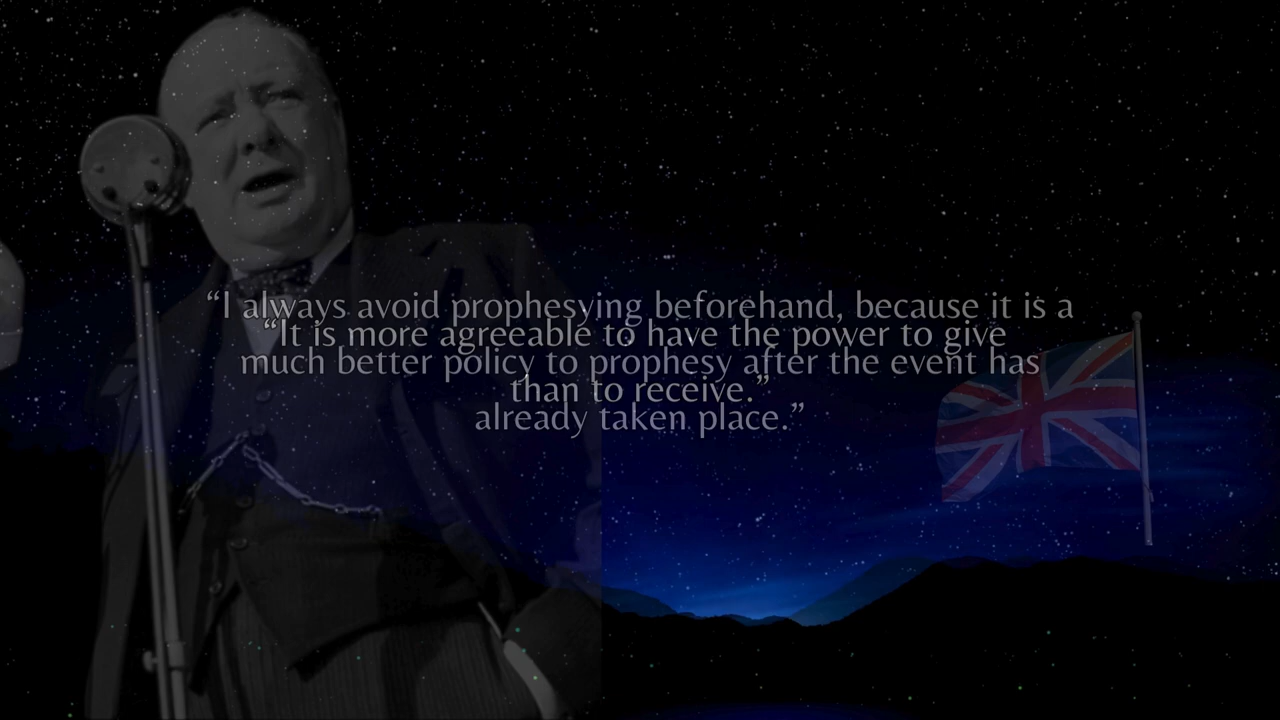 “I always avoid prophesying beforehand, because it is a
“It is more agreeable to have the power to give
much better policy to prophesy after the event has
than to receive.”
already taken place.”